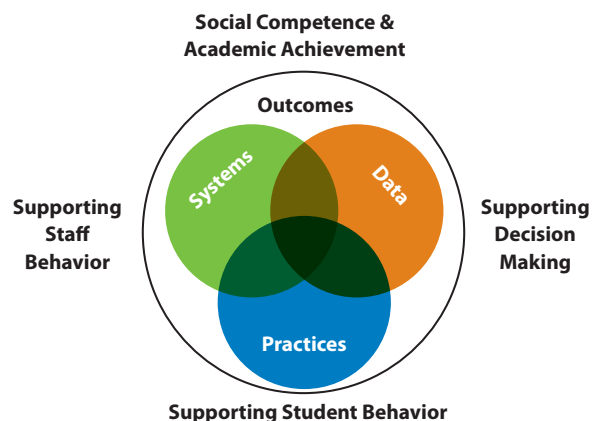 Social Competence &
Academic Achievement
Outcomes
Systems
Data
Supporting
Staff
Behavior
Supporting
Decision
Making
Practices
Supporting Student Behavior